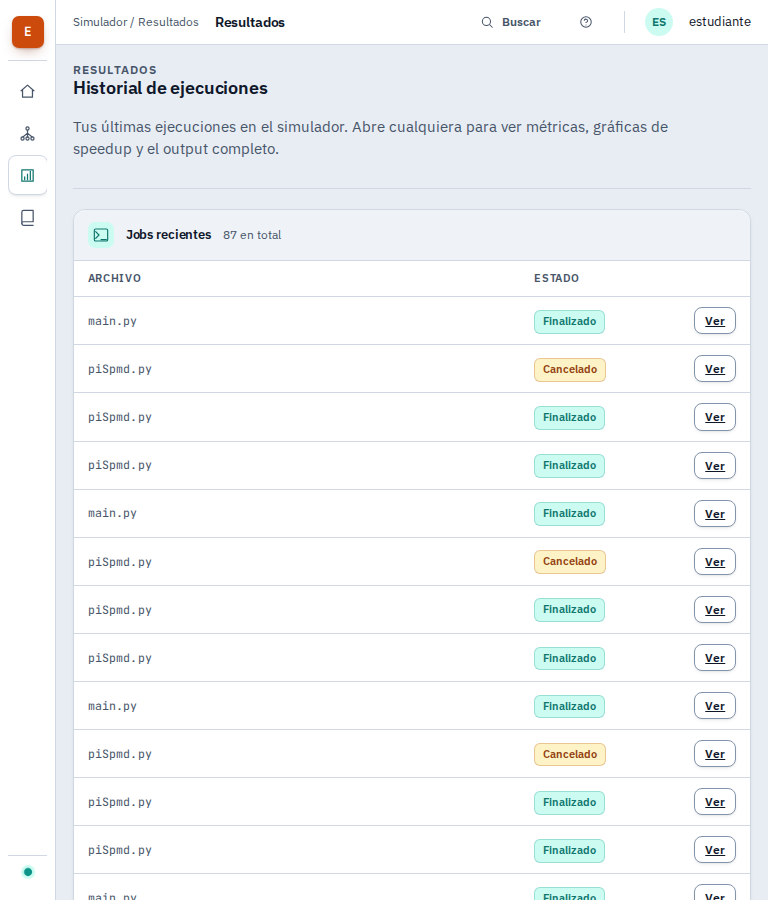 E
Simulador / Resultados Resultados Buscar ES estudiante
RESULTADOS
Historial de ejecuciones
Tus últimas ejecuciones en el simulador. Abre cualquiera para ver métricas, gráficas de
speedup y el output completo.
Jobs recientes 87 en total
ARCHIVO ESTADO
main.py Finalizado Ver
piSpmd.py Cancelado Ver
piSpmd.py Finalizado Ver
piSpmd.py Finalizado Ver
main.py Finalizado Ver
piSpmd.py Cancelado Ver
piSpmd.py Finalizado Ver
piSpmd.py Finalizado Ver
main.py Finalizado Ver
piSpmd.py Cancelado Ver
piSpmd.py Finalizado Ver
piSpmd.py Finalizado Ver
main.py Finalizado Ver